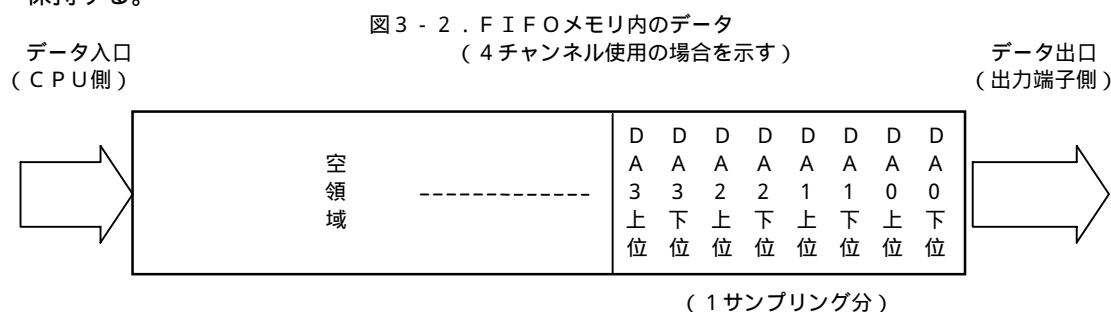 保持する。
図3-2.FIFOメモリ内のデータ
(4チャンネル使用の場合を示す)
データ入口
(CPU側)
データ出口
(出力端子側)
空領域
DA3上位
DA3下位
DA2上位
DA2下位
DA1上位
DA1下位
DA0上位
DA0下位
(1サンプリング分)